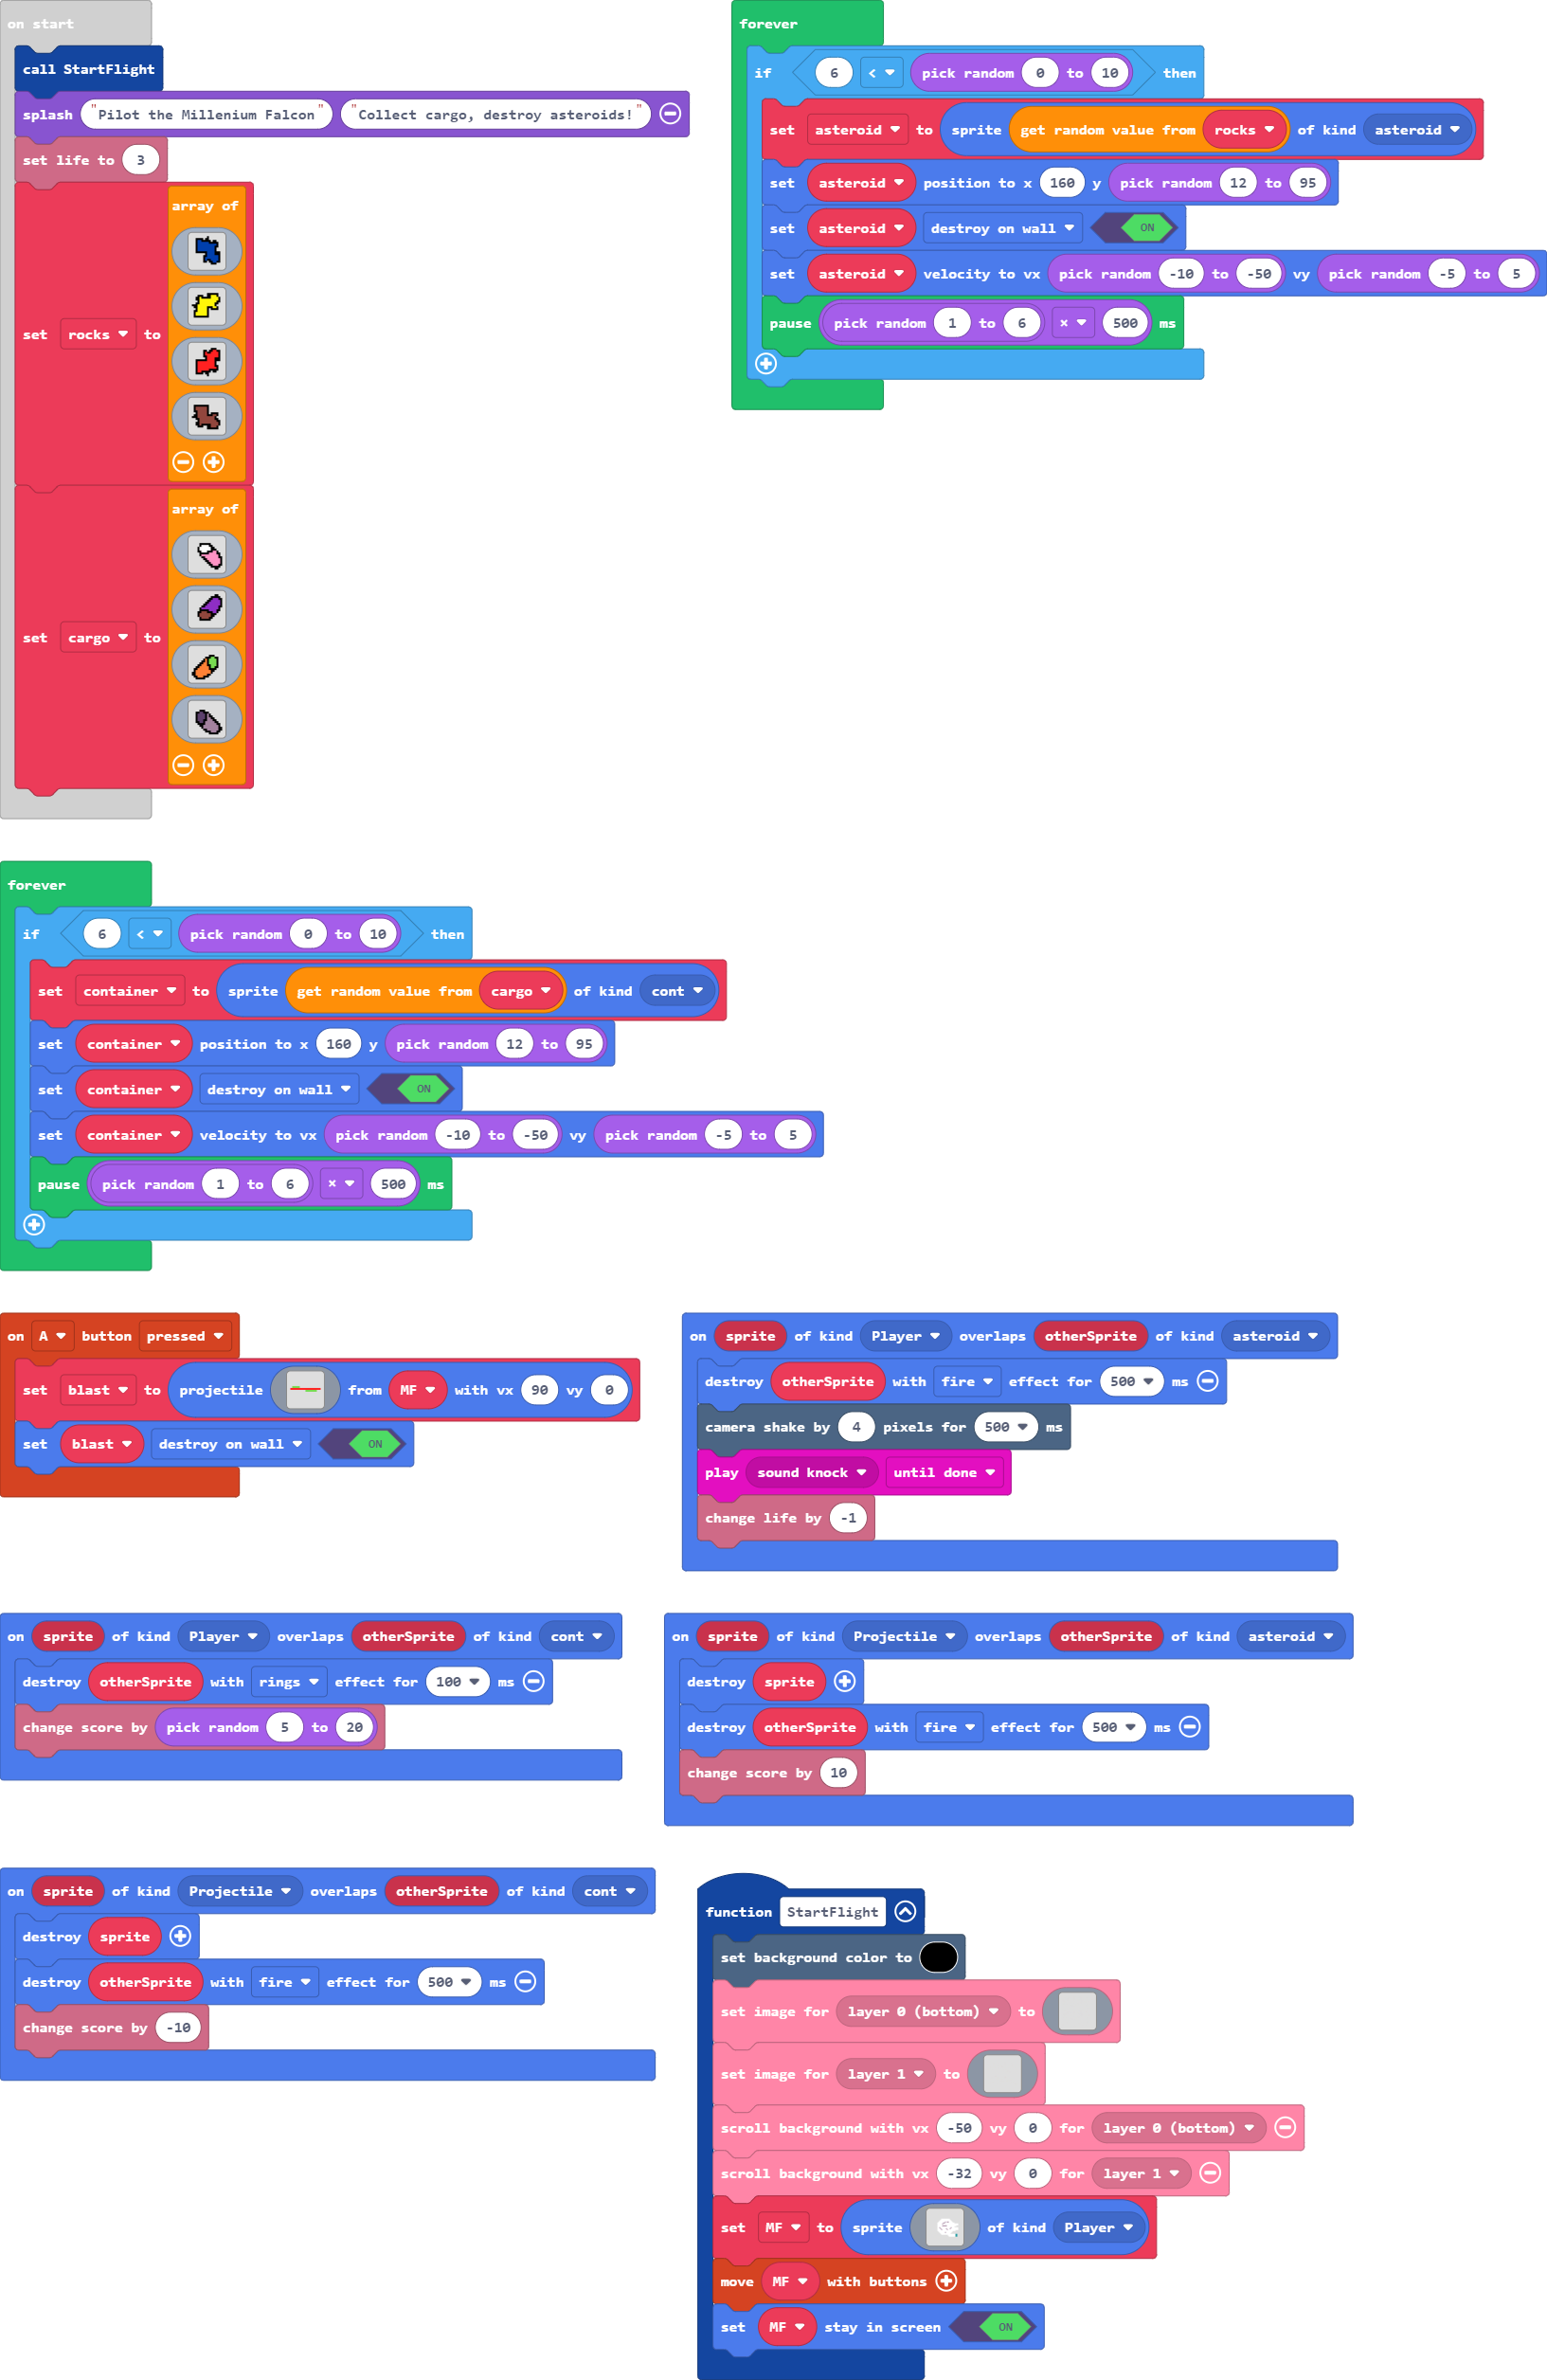 on start
call StartFlight
splash "Pilot the Millenium Falcon" "Collect cargo, destroy asteroids!"
set life to 3
set rocks to array of
set cargo to array of
forever
if 6 < pick random 0 to 10 then
set asteroid to sprite get random value from rocks of kind asteroid
set asteroid position to x 160 y pick random 12 to 95
set asteroid destroy on wall ON
set asteroid velocity to vx pick random -10 to -50 vy pick random -5 to 5
pause pick random 1 to 6 × 500 ms
forever
if 6 < pick random 0 to 10 then
set container to sprite get random value from cargo of kind cont
set container position to x 160 y pick random 12 to 95
set container destroy on wall ON
set container velocity to vx pick random -10 to -50 vy pick random -5 to 5
pause pick random 1 to 6 × 500 ms
on A button pressed
set blast to projectile from MF with vx 90 vy 0
set blast destroy on wall ON
on sprite of kind Player overlaps otherSprite of kind asteroid
destroy otherSprite with fire effect for 500 ms
camera shake by 4 pixels for 500 ms
play sound knock until done
change life by -1
on sprite of kind Player overlaps otherSprite of kind cont
destroy otherSprite with rings effect for 100 ms
change score by pick random 5 to 20
on sprite of kind Projectile overlaps otherSprite of kind asteroid
destroy sprite
destroy otherSprite with fire effect for 500 ms
change score by 10
on sprite of kind Projectile overlaps otherSprite of kind cont
destroy sprite
destroy otherSprite with fire effect for 500 ms
change score by -10
function StartFlight
set background color to
set image for layer 0 (bottom) to
set image for layer 1 to
scroll background with vx -50 vy 0 for layer 0 (bottom)
scroll background with vx -32 vy 0 for layer 1
set MF to sprite of kind Player
move MF with buttons
set MF stay in screen ON